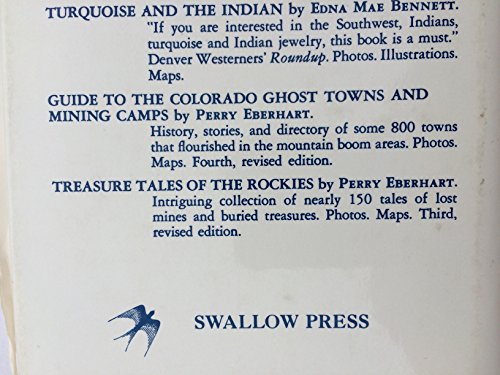 TURQUOISE AND THE INDIAN by EDNA MAE BENNETT.
"If you are interested in the Southwest, Indians,
turquoise and Indian jewelry, this book is a must."
Denver Westerners' Roundup. Photos. Illustrations.
Maps.
GUIDE TO THE COLORADO GHOST TOWNS AND
MINING CAMPS by PERRY EBERHART.
History, stories, and directory of some 800 towns
that flourished in the mountain boom areas. Photos.
Maps. Fourth, revised edition.
TREASURE TALES OF THE ROCKIES by PERRY EBERHART.
Intriguing collection of nearly 150 tales of lost
mines and buried treasures. Photos. Maps. Third,
revised edition.
SWALLOW PRESS